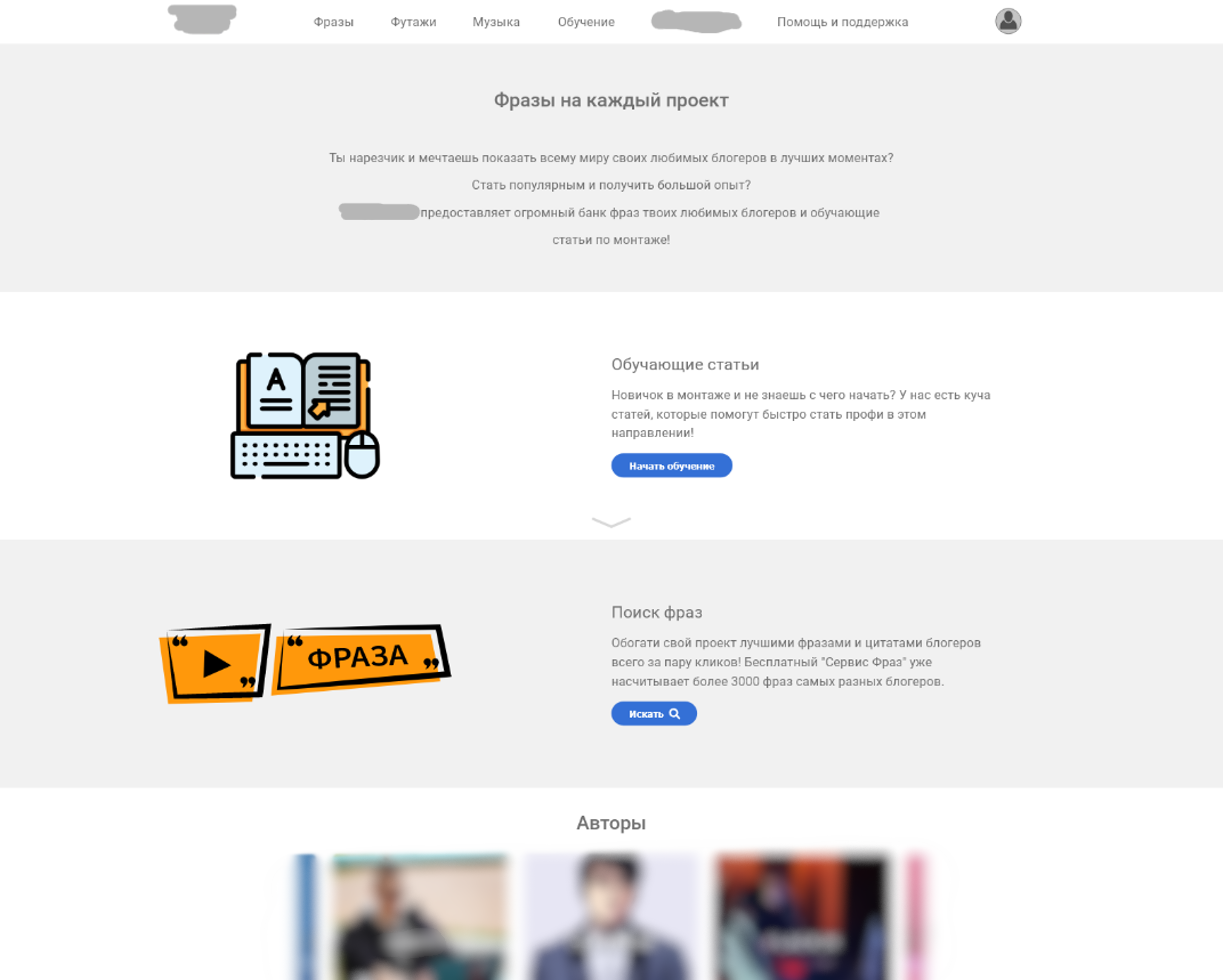 Фразы Футажи Музыка Обучение Помощь и поддержка
Фразы на каждый проект
Ты нарезчик и мечтаешь показать всему миру своих любимых блогеров в лучших моментах?
Стать популярным и получить большой опыт?
предоставляет огромный банк фраз твоих любимых блогеров и обучающие
статьи по монтаже!
A
Обучающие статьи
Новичок в монтаже и не знаешь с чего начать? У нас есть куча
статей, которые помогут быстро стать профи в этом
направлении!
Начать обучение
“ ” “ ФРАЗА ”
Поиск фраз
Обогати свой проект лучшими фразами и цитатами блогеров
всего за пару кликов! Бесплатный "Сервис Фраз" уже
насчитывает более 3000 фраз самых разных блогеров.
Искать
Авторы